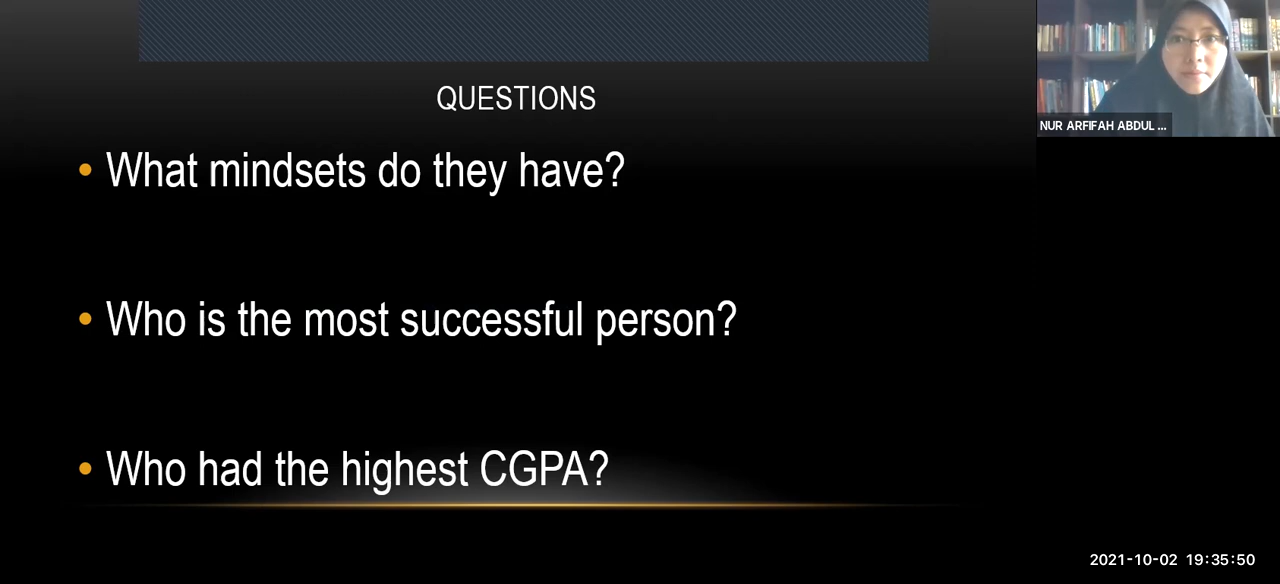 QUESTIONS
• What mindsets do they have?
• Who is the most successful person?
• Who had the highest CGPA?
NUR ARFIFAH ABDUL ...
2021-10-02 19:35:50